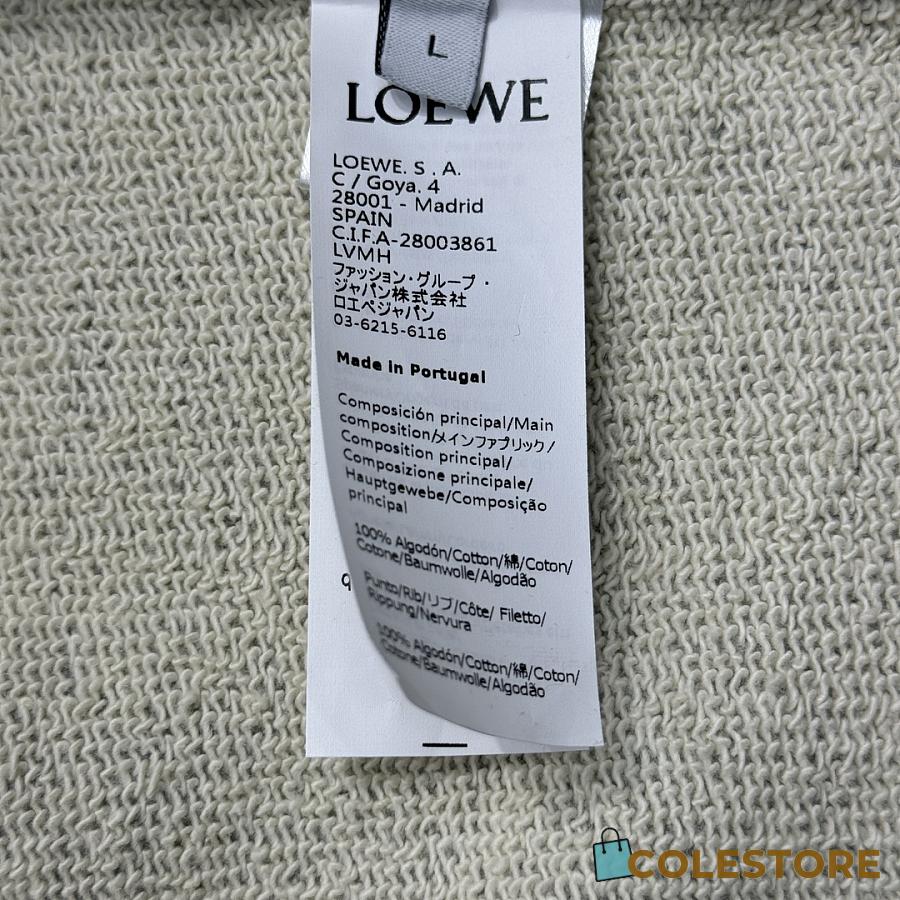 L
LOEWE
LOEWE. S . A.
C / Goya. 4
28001 - Madrid
SPAIN
C.I.F.A-28003861
LVMH
ファッション・グループ・
ジャパン株式会社
ロエベジャパン
03-6215-6116
Made in Portugal
Composición principal/Main
composition/メインファブリック/
Composition principal/
Composizione principale/
Hauptgewebe/Composição
principal
100% Algodón/Cotton/綿/Coton/
Cotone/Baumwolle/Algodão
Punto/Rib/リブ/Côte/ Filetto/
Rippung/Nervura
100% Algodón/Cotton/綿/Coton/
Cotone/Baumwolle/Algodão
COLESTORE